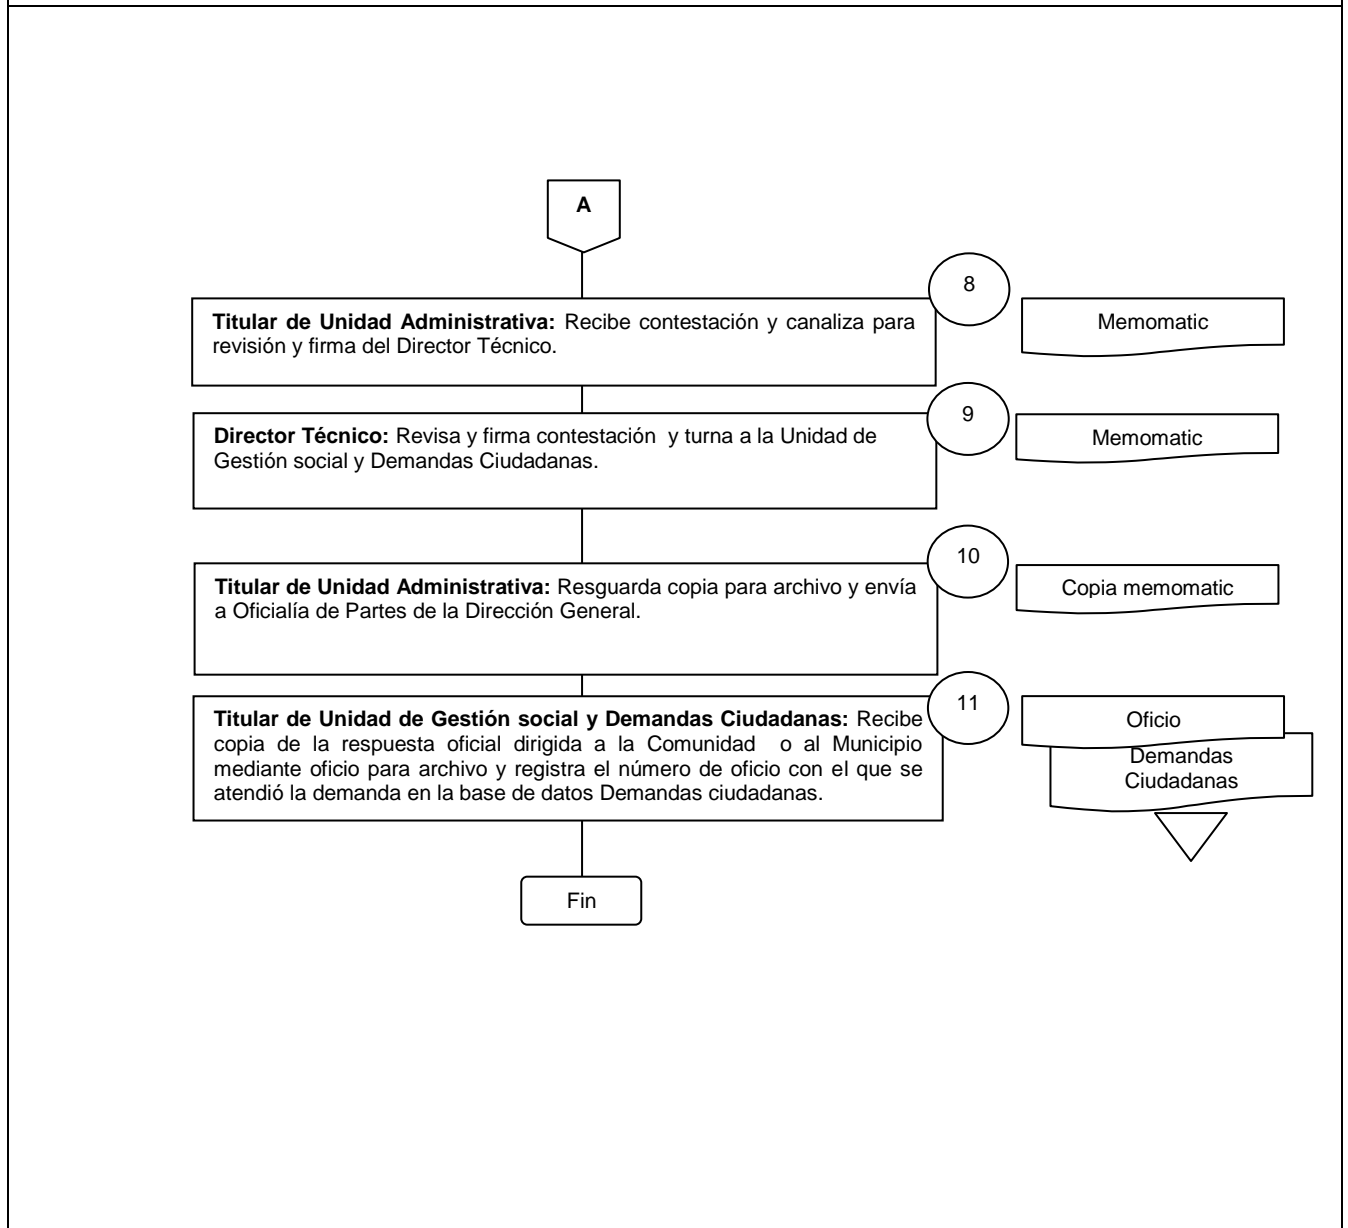 A
8
Titular de Unidad Administrativa: Recibe contestación y canaliza para
revisión y firma del Director Técnico.
Memomatic
9
Director Técnico: Revisa y firma contestación y turna a la Unidad de
Gestión social y Demandas Ciudadanas.
Memomatic
10
Titular de Unidad Administrativa: Resguarda copia para archivo y envía
a Oficialía de Partes de la Dirección General.
Copia memomatic
11
Titular de Unidad de Gestión social y Demandas Ciudadanas: Recibe
copia de la respuesta oficial dirigida a la Comunidad o al Municipio
mediante oficio para archivo y registra el número de oficio con el que se
atendió la demanda en la base de datos Demandas ciudadanas.
Oficio
Demandas
Ciudadanas
Fin